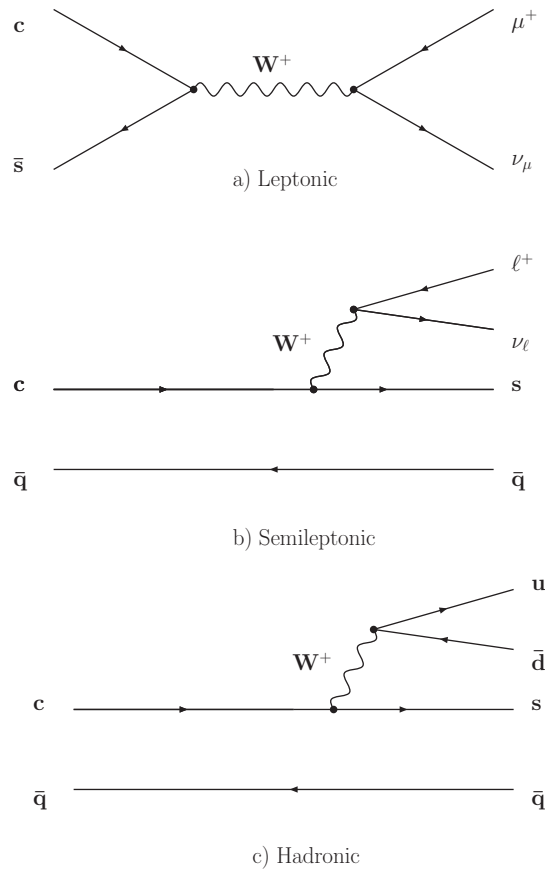 c μ⁺
W⁺
s̄ ν_μ
a) Leptonic
ℓ⁺
W⁺ ν_ℓ
c s
q̄ q̄
b) Semileptonic
u
W⁺ d̄
c s
q̄ q̄
c) Hadronic